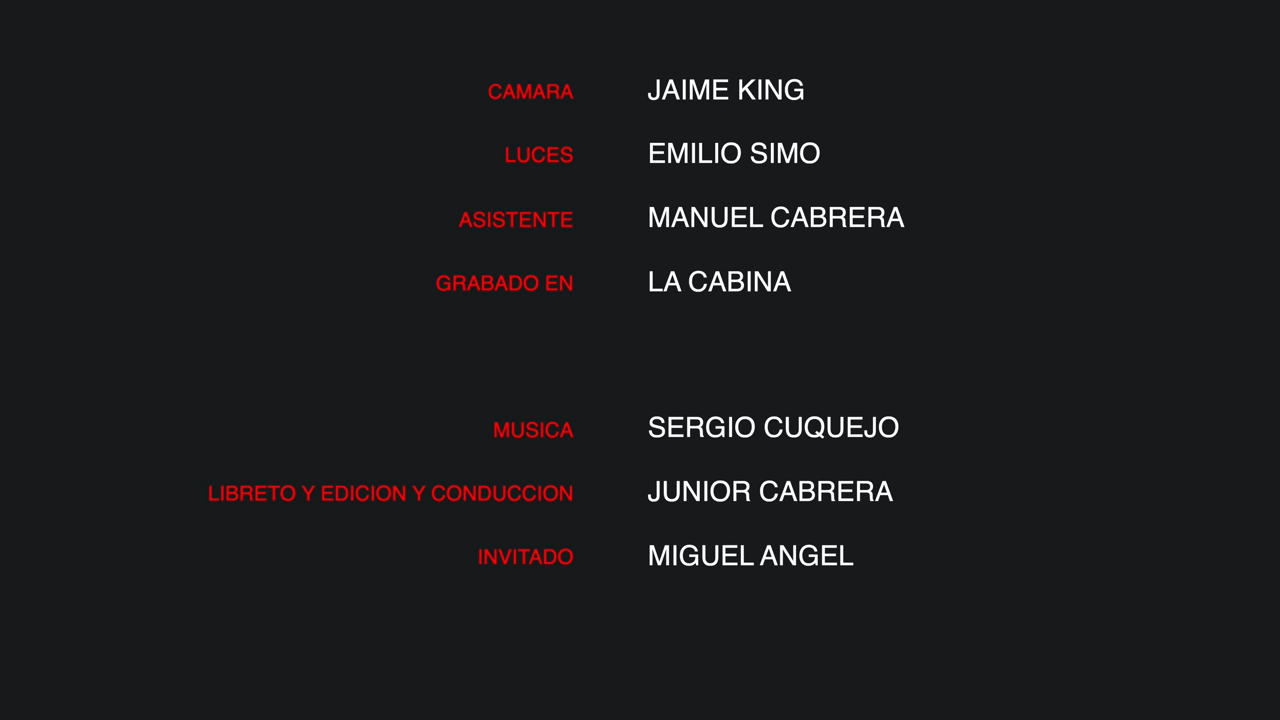 CAMARA JAIME KING
LUCES EMILIO SIMO
ASISTENTE MANUEL CABRERA
GRABADO EN LA CABINA
MUSICA SERGIO CUQUEJO
LIBRETO Y EDICION Y CONDUCCION JUNIOR CABRERA
INVITADO MIGUEL ANGEL